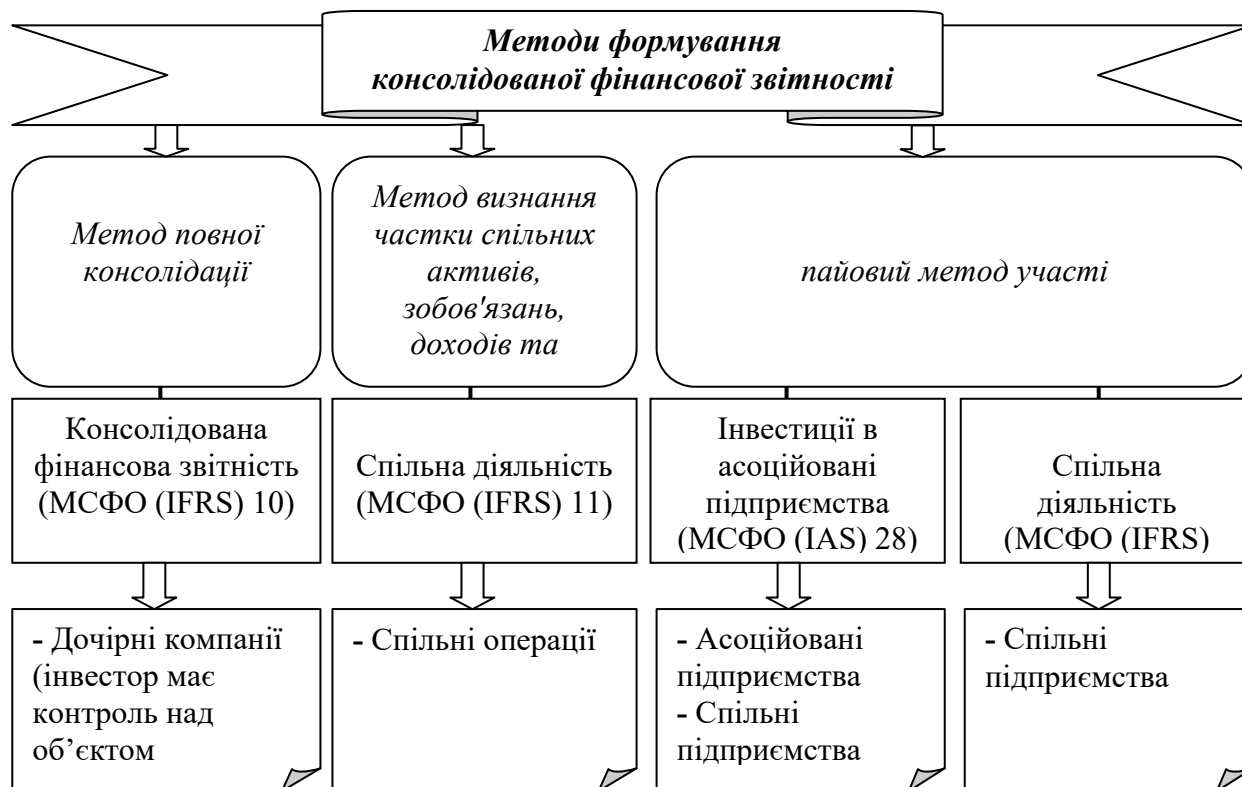 Методи формування
консолідованої фінансової звітності
Метод повної
консолідації
Метод визнання
частки спільних
активів,
зобов'язань,
доходів та
пайовий метод участі
Консолідована
фінансова звітність
(МСФО (IFRS) 10)
Спільна діяльність
(МСФО (IFRS) 11)
Інвестиції в
асоційовані
підприємства
(МСФО (IAS) 28)
Спільна
діяльність
(МСФО (IFRS)
- Дочірні компанії
(інвестор має
контроль над
об’єктом
- Спільні операції
- Асоційовані
підприємства
- Спільні
підприємства
- Спільні
підприємства